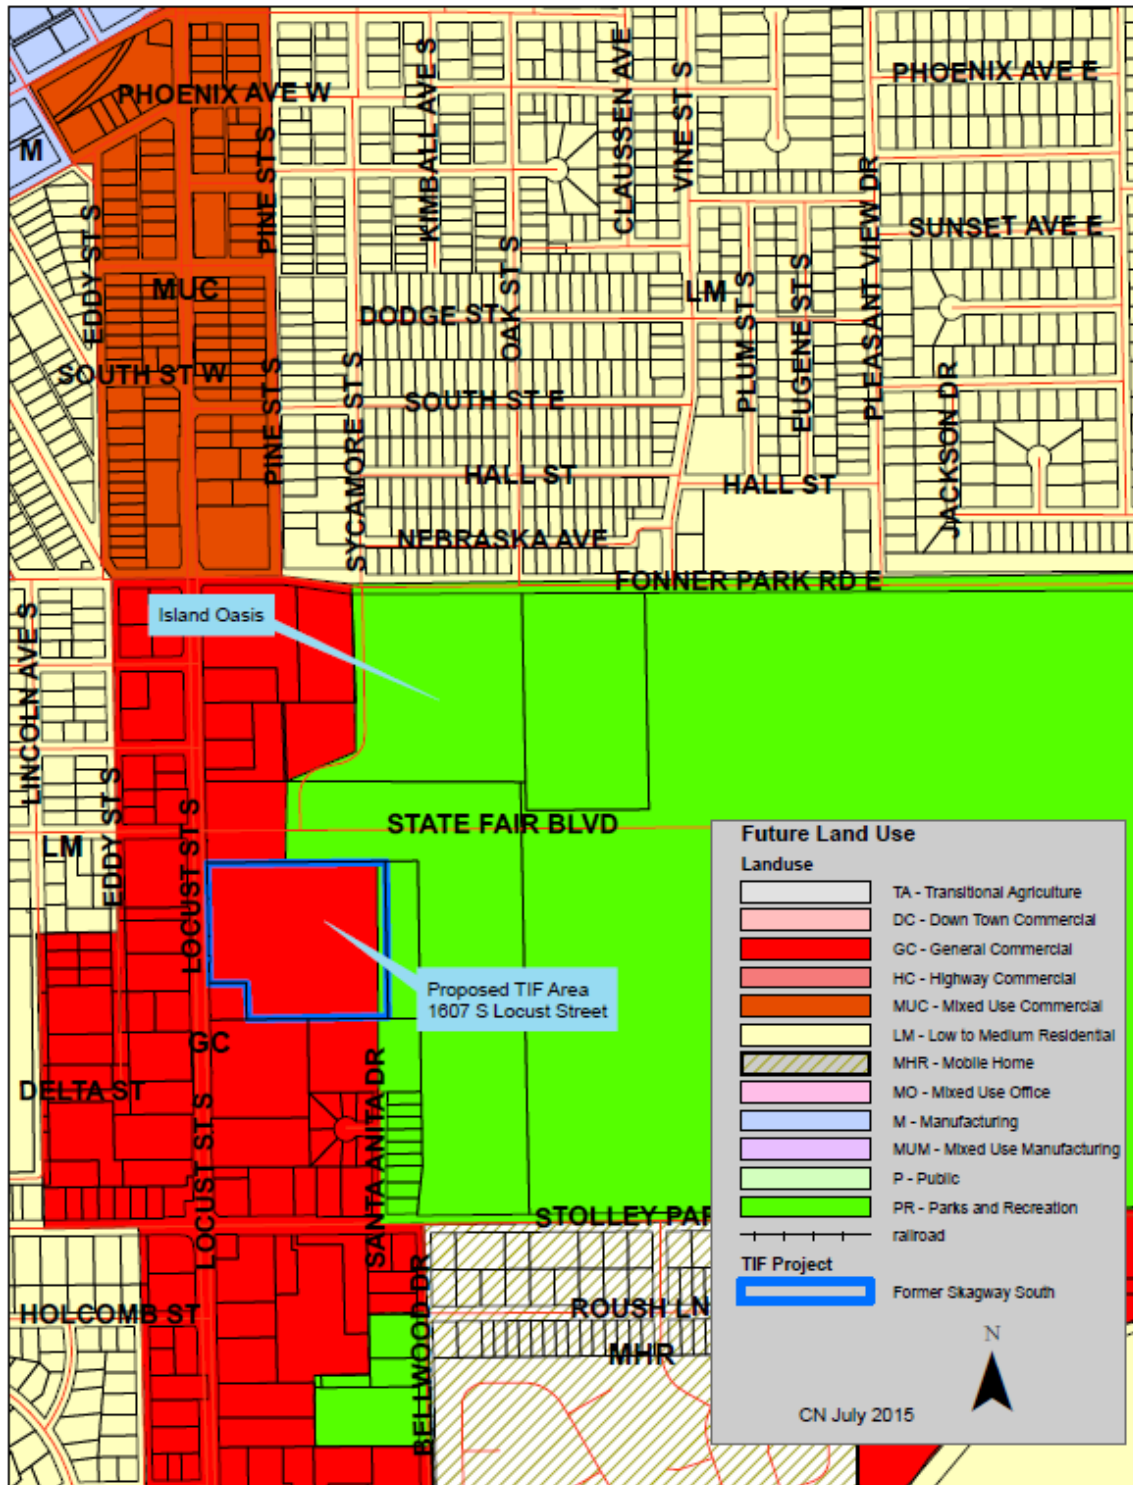 PHOENIX AVE W
KIMBALL AVE S
CLAUSSEN AVE
VINE ST S
PHOENIX AVE E
M
PINE ST S
EDDY ST S
PLEASANT VIEW DR
SUNSET AVE E
MUC
LM
DODGE ST
OAK ST S
PLUM ST S
EUGENE ST S
SOUTH ST W
SOUTH ST E
PINE ST S
SYCAMORE ST S
JACKSON DR
HALL ST
HALL ST
NEBRASKA AVE
FONNER PARK RD E
Island Oasis
LINCOLN AVE S
EDDY ST S
LOCUST ST S
STATE FAIR BLVD
LM
Proposed TIF Area
1607 S Locust Street
GC
DELTA ST
LOCUST ST S
SANTA ANITA DR
STOLLEY PAR
HOLCOMB ST
BELLWOOD DR
ROUSH LN
MHR
Future Land Use
Landuse
TA - Transitional Agriculture
DC - Down Town Commercial
GC - General Commercial
HC - Highway Commercial
MUC - Mixed Use Commercial
LM - Low to Medium Residential
MHR - Mobile Home
MO - Mixed Use Office
M - Manufacturing
MUM - Mixed Use Manufacturing
P - Public
PR - Parks and Recreation
railroad
TIF Project
Former Skagway South
N
CN July 2015